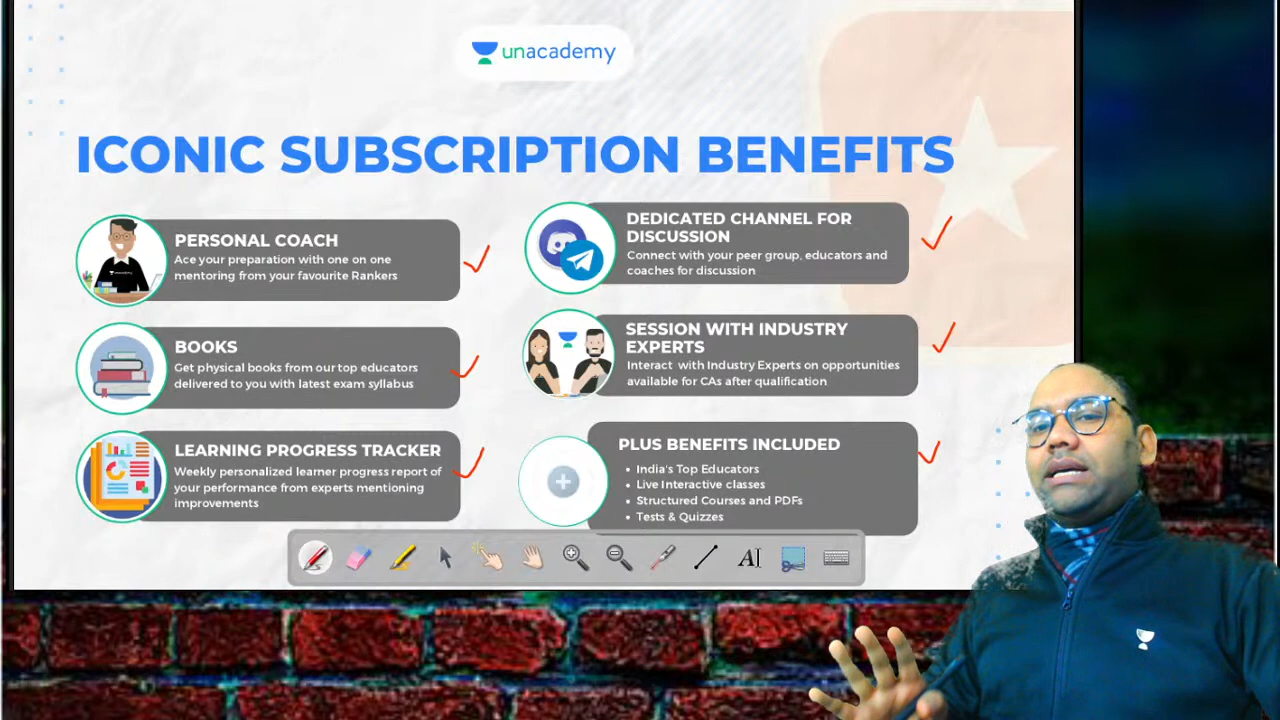 unacademy
ICONIC SUBSCRIPTION BENEFITS
PERSONAL COACH
Ace your preparation with one on one
mentoring from your favourite Rankers
BOOKS
Get physical books from our top educators
delivered to you with latest exam syllabus
LEARNING PROGRESS TRACKER
Weekly personalized learner progress report of
your performance from experts mentioning
improvements
DEDICATED CHANNEL FOR
DISCUSSION
Connect with your peer group, educators and
coaches for discussion
SESSION WITH INDUSTRY
EXPERTS
Interact with Industry Experts on opportunities
available for CAs after qualification
PLUS BENEFITS INCLUDED
• India's Top Educators
• Live Interactive classes
• Structured Courses and PDFs
• Tests & Quizzes
AI